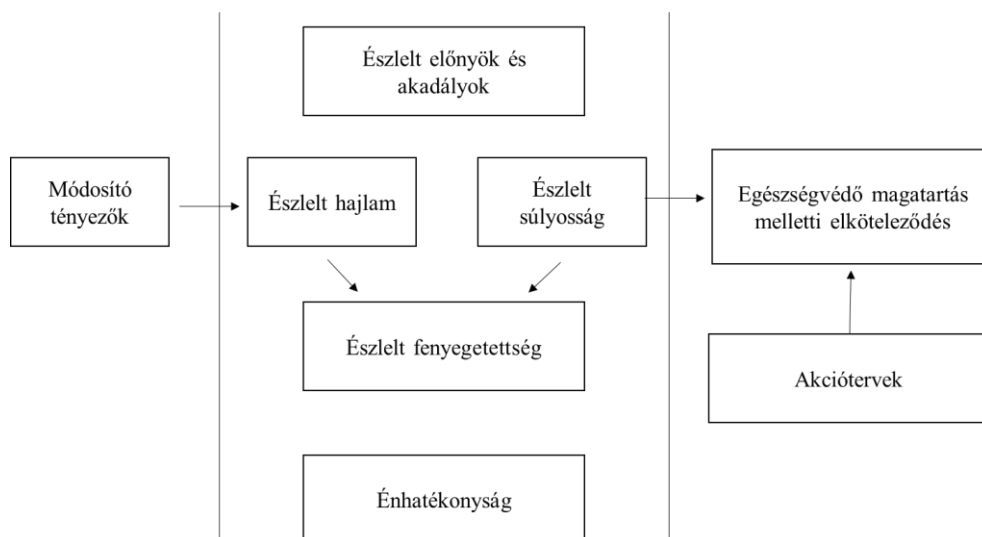 Észlelt előnyök és
akadályok
Módosító
tényezők
Észlelt hajlam
Észlelt
súlyosság
Egészségvédő magatartás
melletti elköteleződés
Észlelt fenyegetettség
Akciótervek
Énhatékonyság